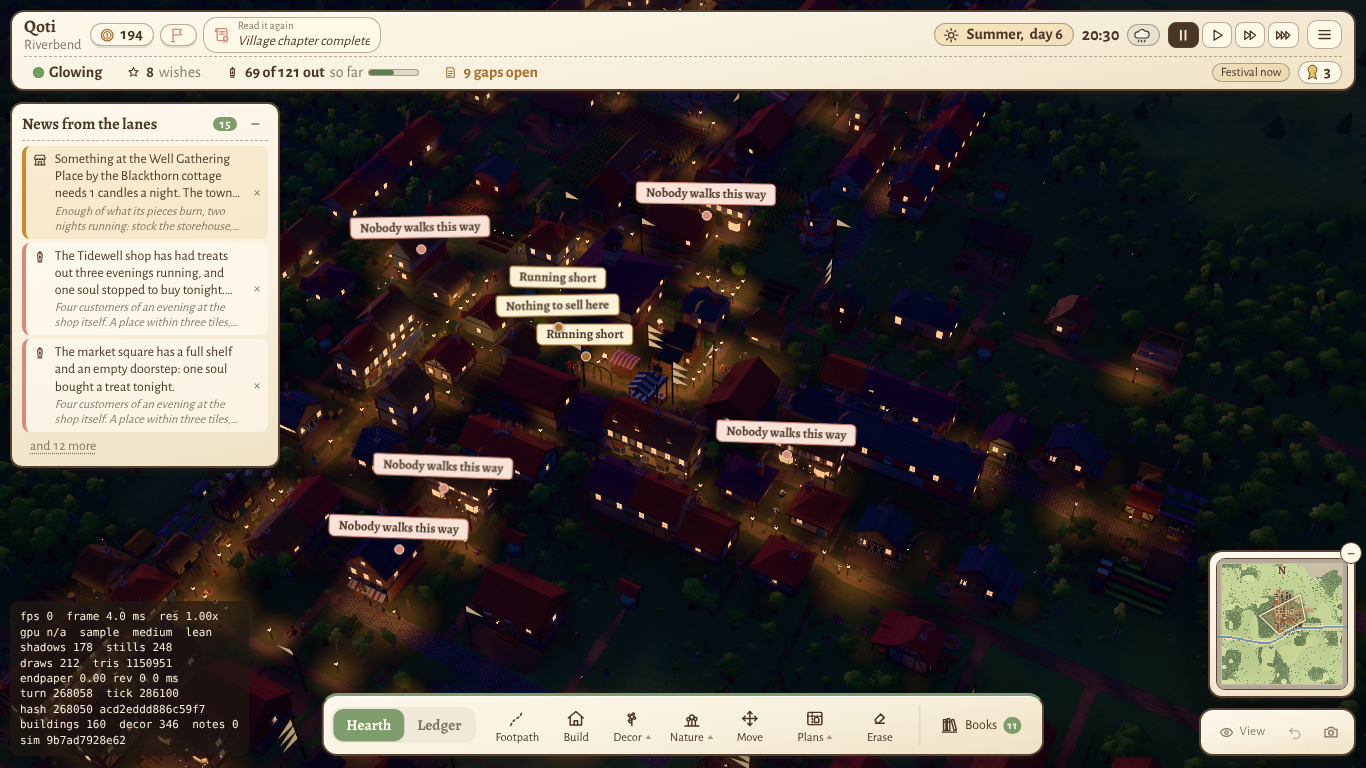 Qoti
Riverbend
194
Read it again
Village chapter complete
Summer, day 6
20:30
Glowing
8 wishes
69 of 121 out so far
9 gaps open
Festival now
3
News from the lanes
15
Something at the Well Gathering
Place by the Blackthorn cottage
needs 1 candles a night. The town…
Enough of what its pieces burn, two
nights running: stock the storehouse,…
The Tidewell shop has had treats
out three evenings running, and
one soul stopped to buy tonight.…
Four customers of an evening at the
shop itself. A place within three tiles,…
The market square has a full shelf
and an empty doorstep: one soul
bought a treat tonight.
Four customers of an evening at the
shop itself. A place within three tiles,…
and 12 more
Nobody walks this way
Nobody walks this way
Running short
Nothing to sell here
Running short
Nobody walks this way
Nobody walks this way
Nobody walks this way
fps 0 frame 4.0 ms res 1.00x
gpu n/a sample medium lean
shadows 178 stills 248
draws 212 tris 1150951
endpaper 0.00 rev 0 0 ms
turn 268058 tick 286100
hash 268050 acd2eddd886c59f7
buildings 160 decor 346 notes 0
sim 9b7ad7928e62
Hearth
Ledger
Footpath
Build
Decor
Nature
Move
Plans
Erase
Books 11
N
View